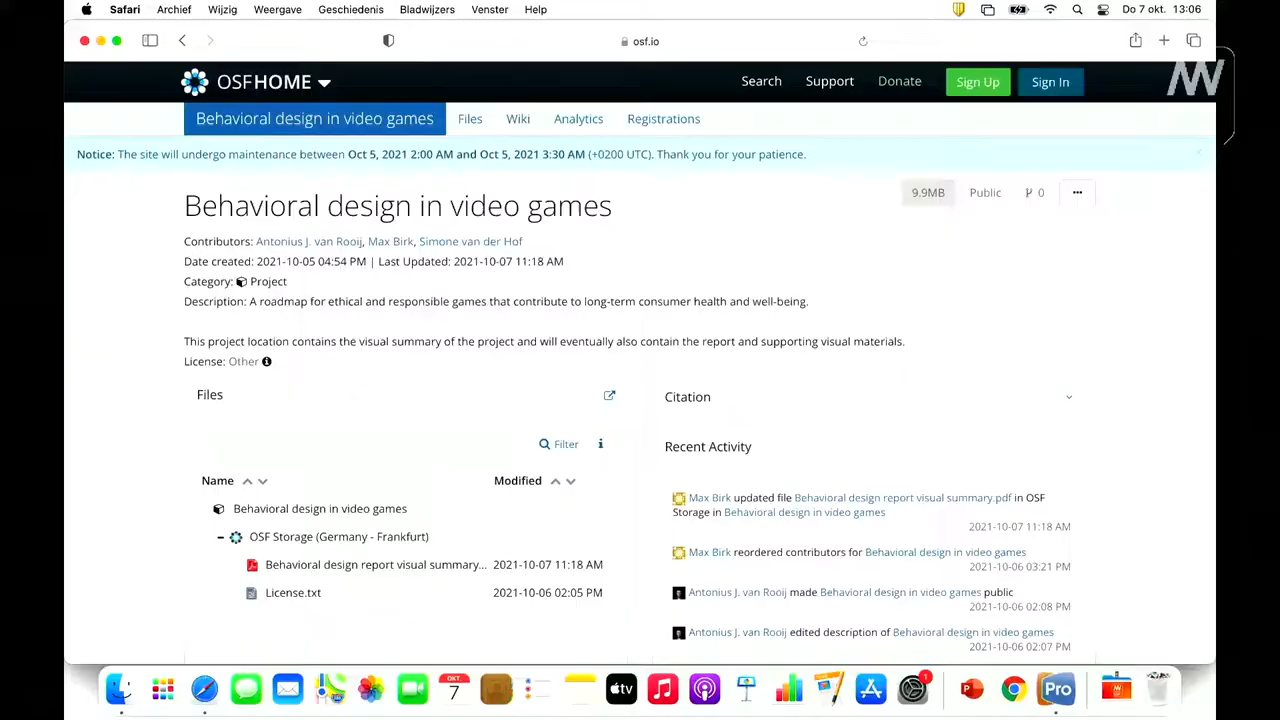 Safari Archief Wijzig Weergave Geschiedenis Bladwijzers Venster Help Do 7 okt. 13:06
osf.io
OSFHOME Search Support Donate Sign Up Sign In
Behavioral design in video games Files Wiki Analytics Registrations
Notice: The site will undergo maintenance between Oct 5, 2021 2:00 AM and Oct 5, 2021 3:30 AM (+0200 UTC). Thank you for your patience.
Behavioral design in video games
9.9MB Public 0 ...
Contributors: Antonius J. van Rooij, Max Birk, Simone van der Hof
Date created: 2021-10-05 04:54 PM | Last Updated: 2021-10-07 11:18 AM
Category: Project
Description: A roadmap for ethical and responsible games that contribute to long-term consumer health and well-being.
This project location contains the visual summary of the project and will eventually also contain the report and supporting visual materials.
License: Other
Files
Filter
Name Modified
Behavioral design in video games
OSF Storage (Germany - Frankfurt)
Behavioral design report visual summary... 2021-10-07 11:18 AM
License.txt 2021-10-06 02:05 PM
Citation
Recent Activity
Max Birk updated file Behavioral design report visual summary.pdf in OSF
Storage in Behavioral design in video games
2021-10-07 11:18 AM
Max Birk reordered contributors for Behavioral design in video games
2021-10-06 03:21 PM
Antonius J. van Rooij made Behavioral design in video games public
2021-10-06 02:08 PM
Antonius J. van Rooij edited description of Behavioral design in video games
2021-10-06 02:07 PM
OKT.
7
tv
1
Pro